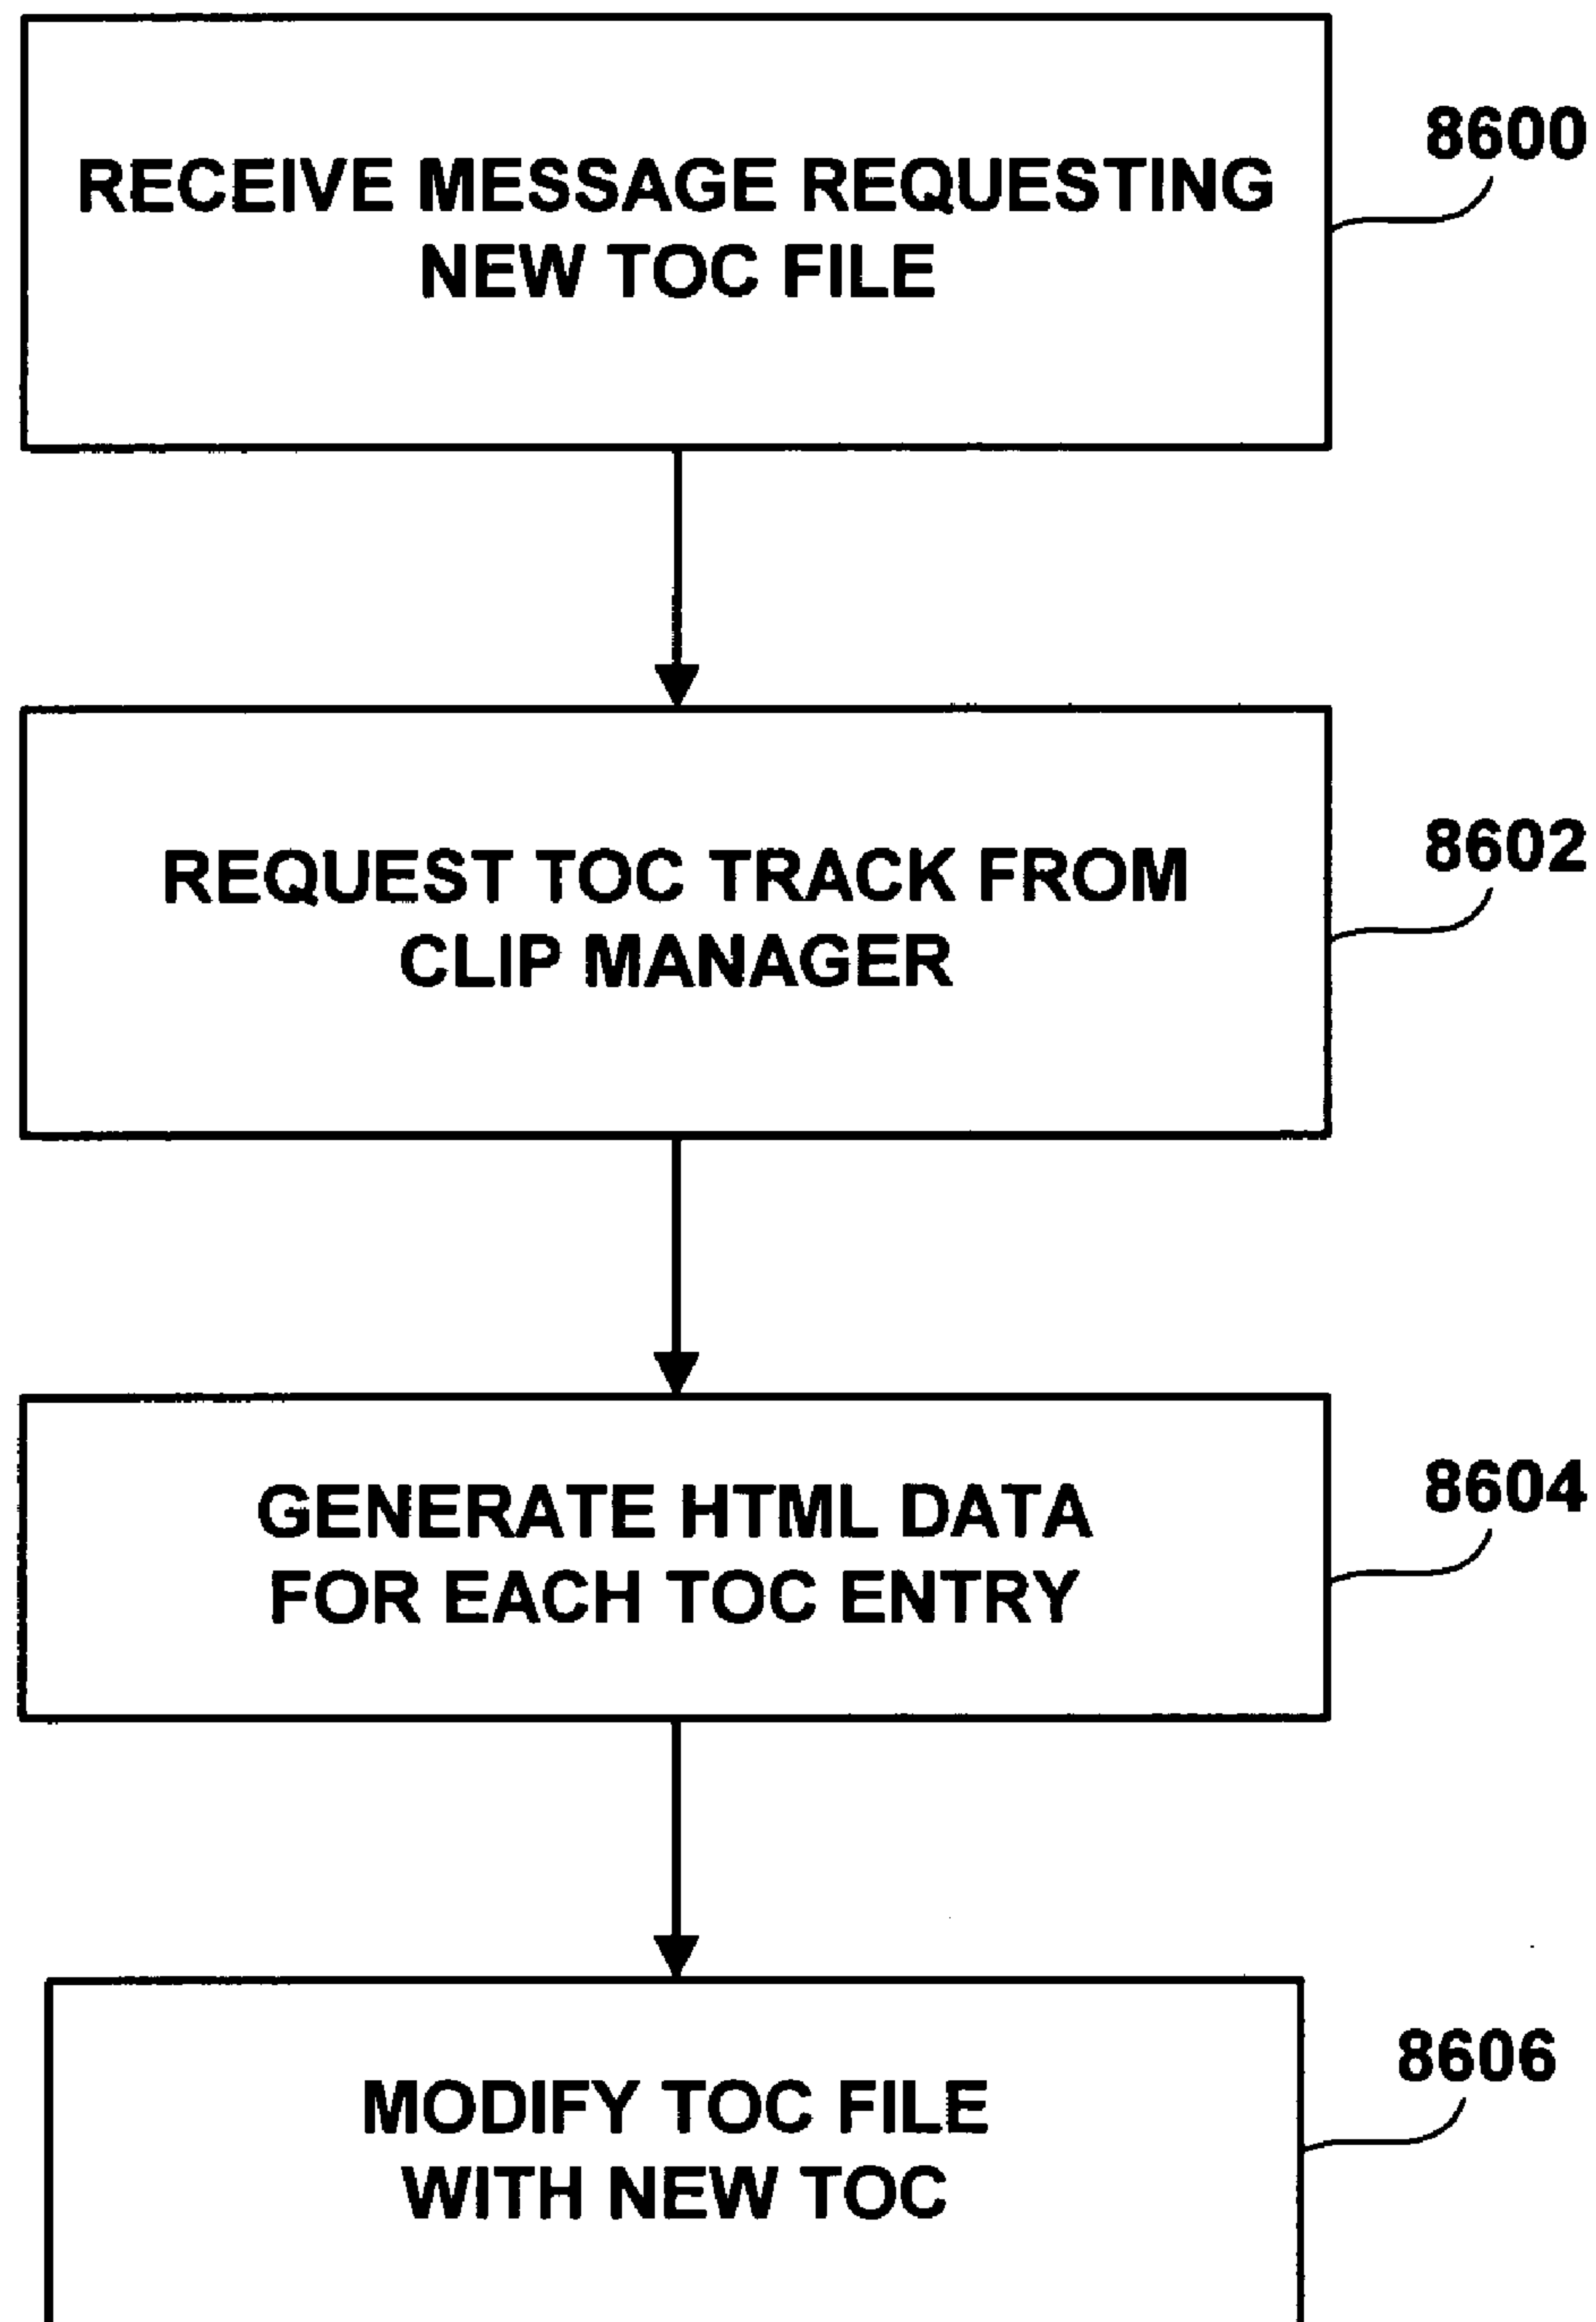 RECEIVE MESSAGE REQUESTING
NEW TOC FILE
8600
REQUEST TOC TRACK FROM
CLIP MANAGER
8602
GENERATE HTML DATA
FOR EACH TOC ENTRY
8604
MODIFY TOC FILE
WITH NEW TOC
8606